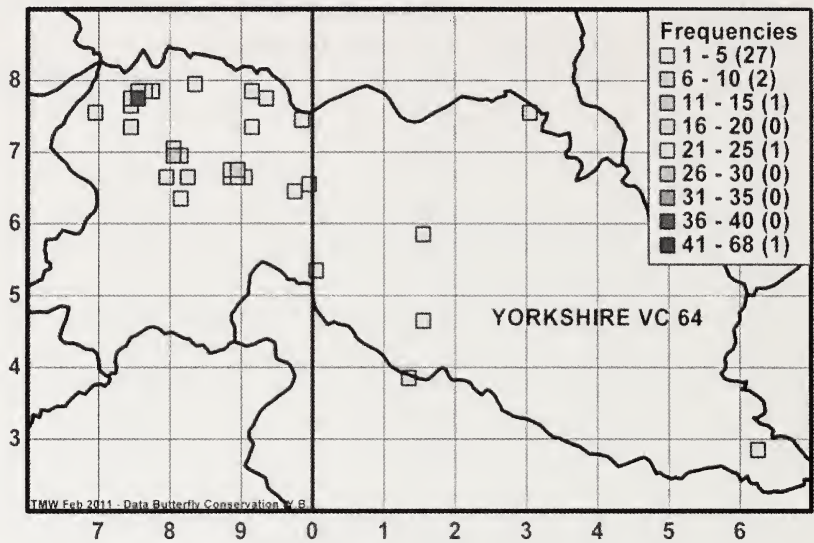 Frequencies
1 - 5 (27)
6 - 10 (2)
11 - 15 (1)
16 - 20 (0)
21 - 25 (1)
26 - 30 (0)
31 - 35 (0)
36 - 40 (0)
41 - 68 (1)
8
7
6
5
4
3
YORKSHIRE VC 64
TMW Feb 2011 - Data Butterfly Conservation Y.B.
7 8 9 0 1 2 3 4 5 6